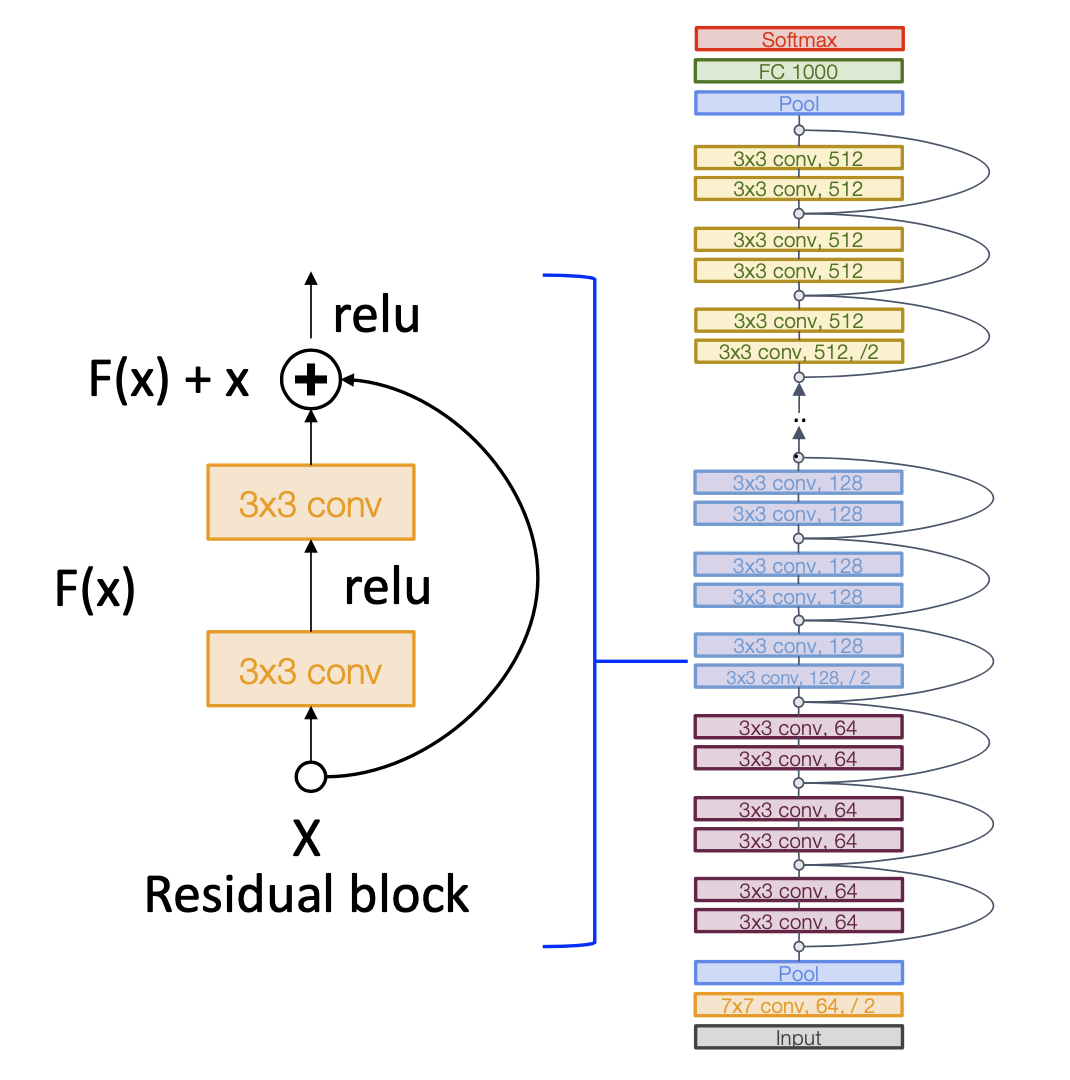 relu
F(x) + x
3x3 conv
F(x)
relu
3x3 conv
X
Residual block
Softmax
FC 1000
Pool
3x3 conv, 512
3x3 conv, 512
3x3 conv, 512
3x3 conv, 512
3x3 conv, 512
3x3 conv, 512, /2
..
3x3 conv, 128
3x3 conv, 128
3x3 conv, 128
3x3 conv, 128
3x3 conv, 128
3x3 conv, 128, / 2
3x3 conv, 64
3x3 conv, 64
3x3 conv, 64
3x3 conv, 64
3x3 conv, 64
3x3 conv, 64
Pool
7x7 conv, 64, / 2
Input